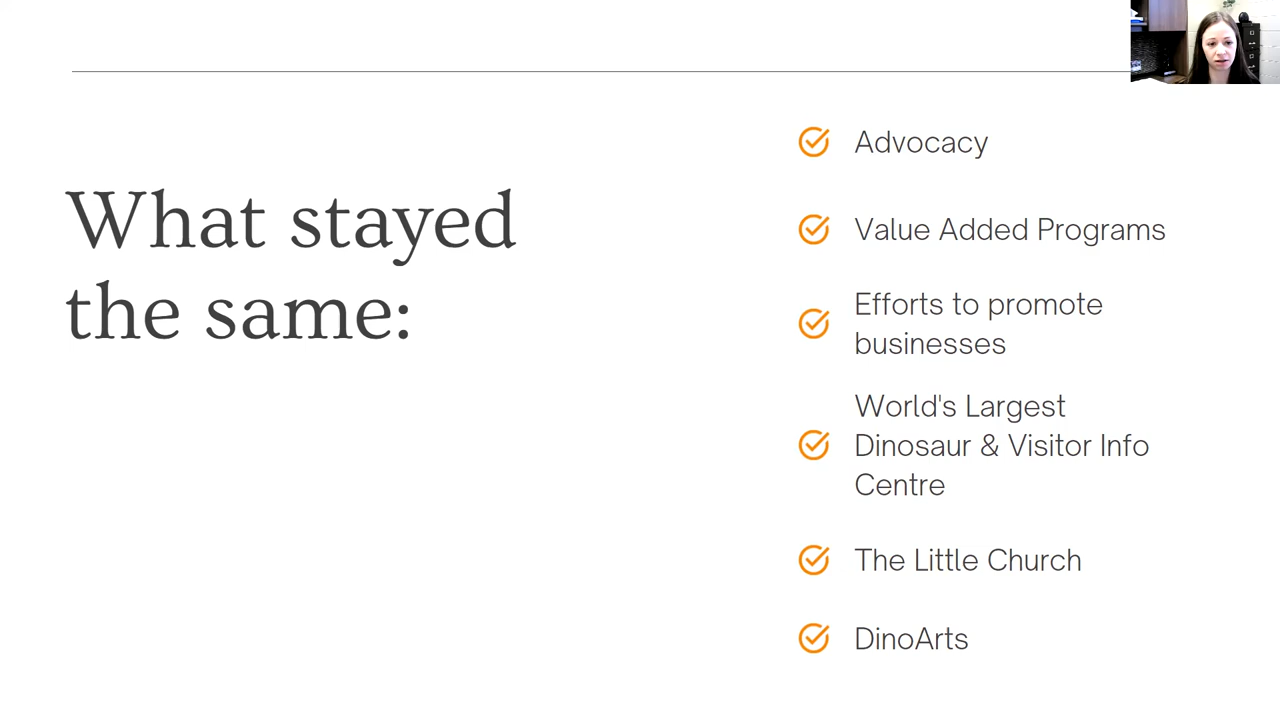 What stayed
the same:
Advocacy
Value Added Programs
Efforts to promote
businesses
World's Largest
Dinosaur & Visitor Info
Centre
The Little Church
DinoArts